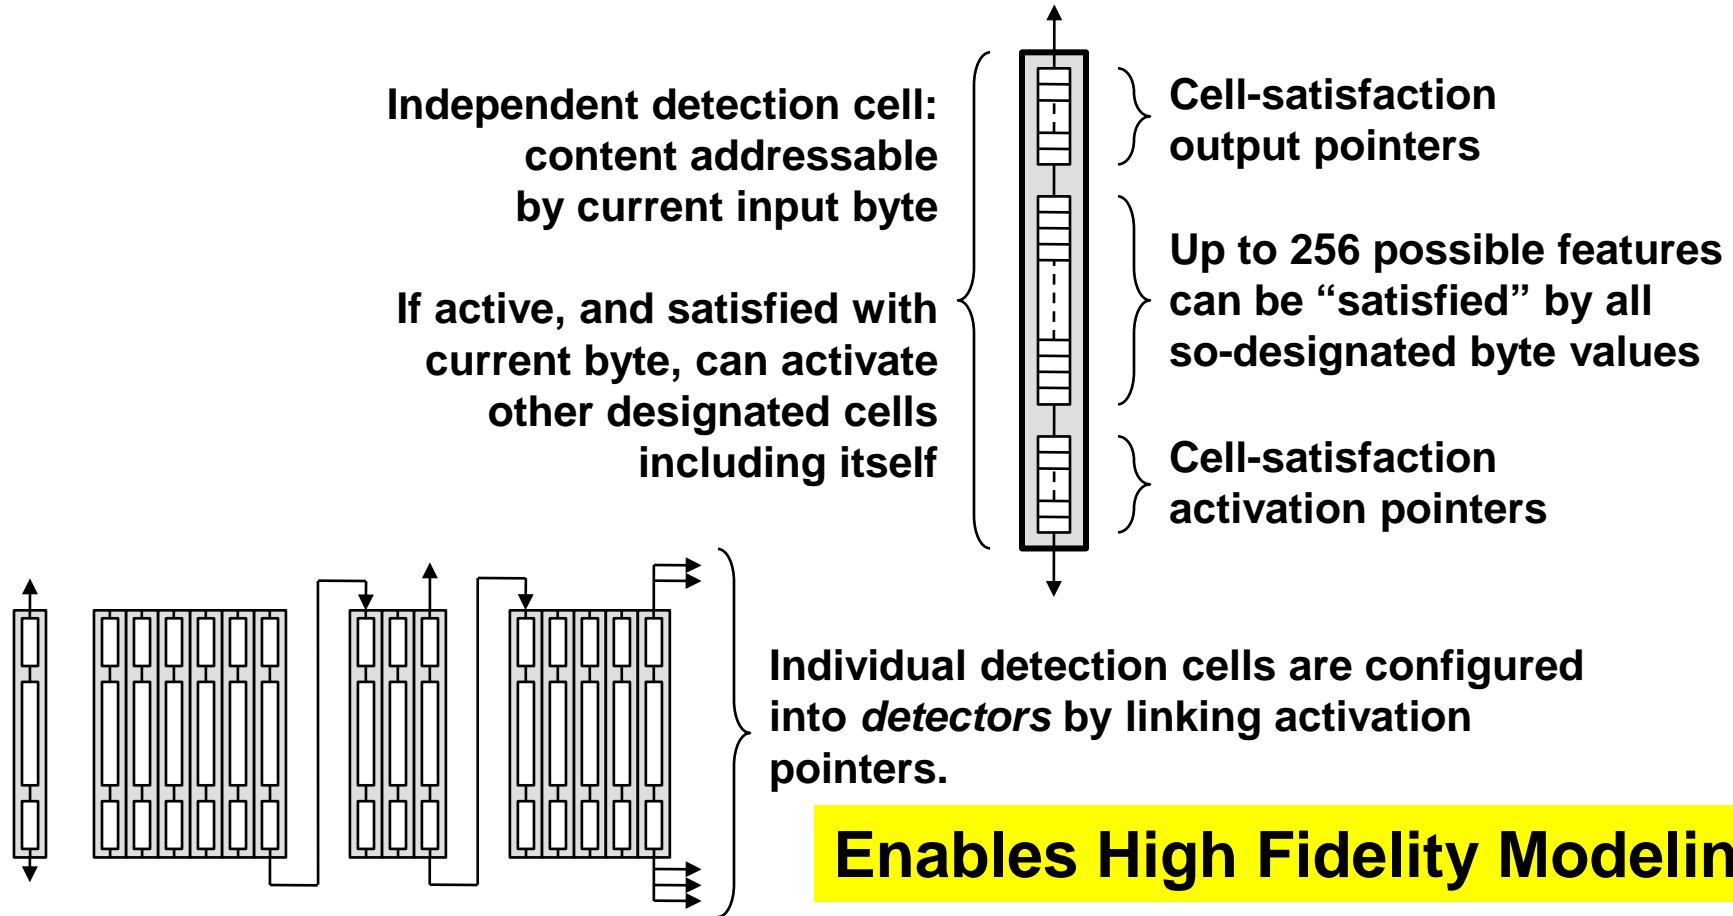 Independent detection cell:
content addressable
by current input byte
If active, and satisfied with
current byte, can activate
other designated cells
including itself
Cell-satisfaction
output pointers
Up to 256 possible features
can be “satisfied” by all
so-designated byte values
Cell-satisfaction
activation pointers
Individual detection cells are configured
into detectors by linking activation
pointers.
Enables High Fidelity Modelin